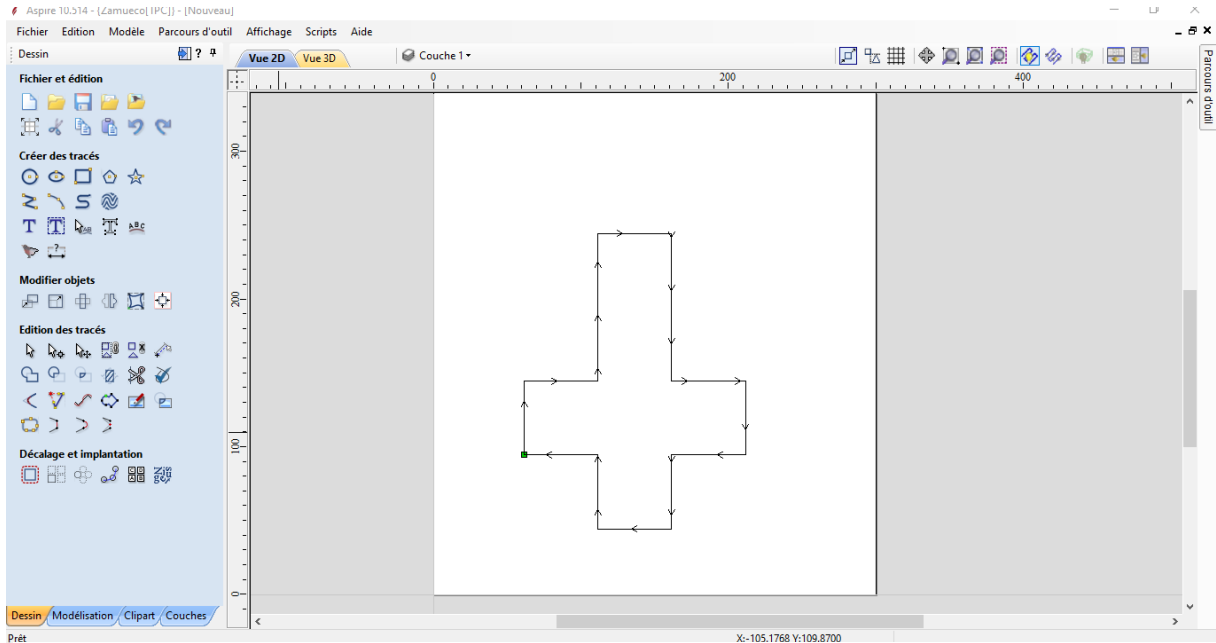 Aspire 10.514 - {Zamueco[TPC]} - [Nouveau]
Fichier Edition Modèle Parcours d'outil Affichage Scripts Aide
Dessin ?
Vue 2D Vue 3D Couche 1
Fichier et édition
0 200 400
Créer des tracés
300
T T T ABC
?
Modifier objets
200
Edition des tracés
100
Décalage et implantation
0
Dessin Modélisation Clipart Couches
Prêt X:-105.1768 Y:109.8700
Parcours d'outil